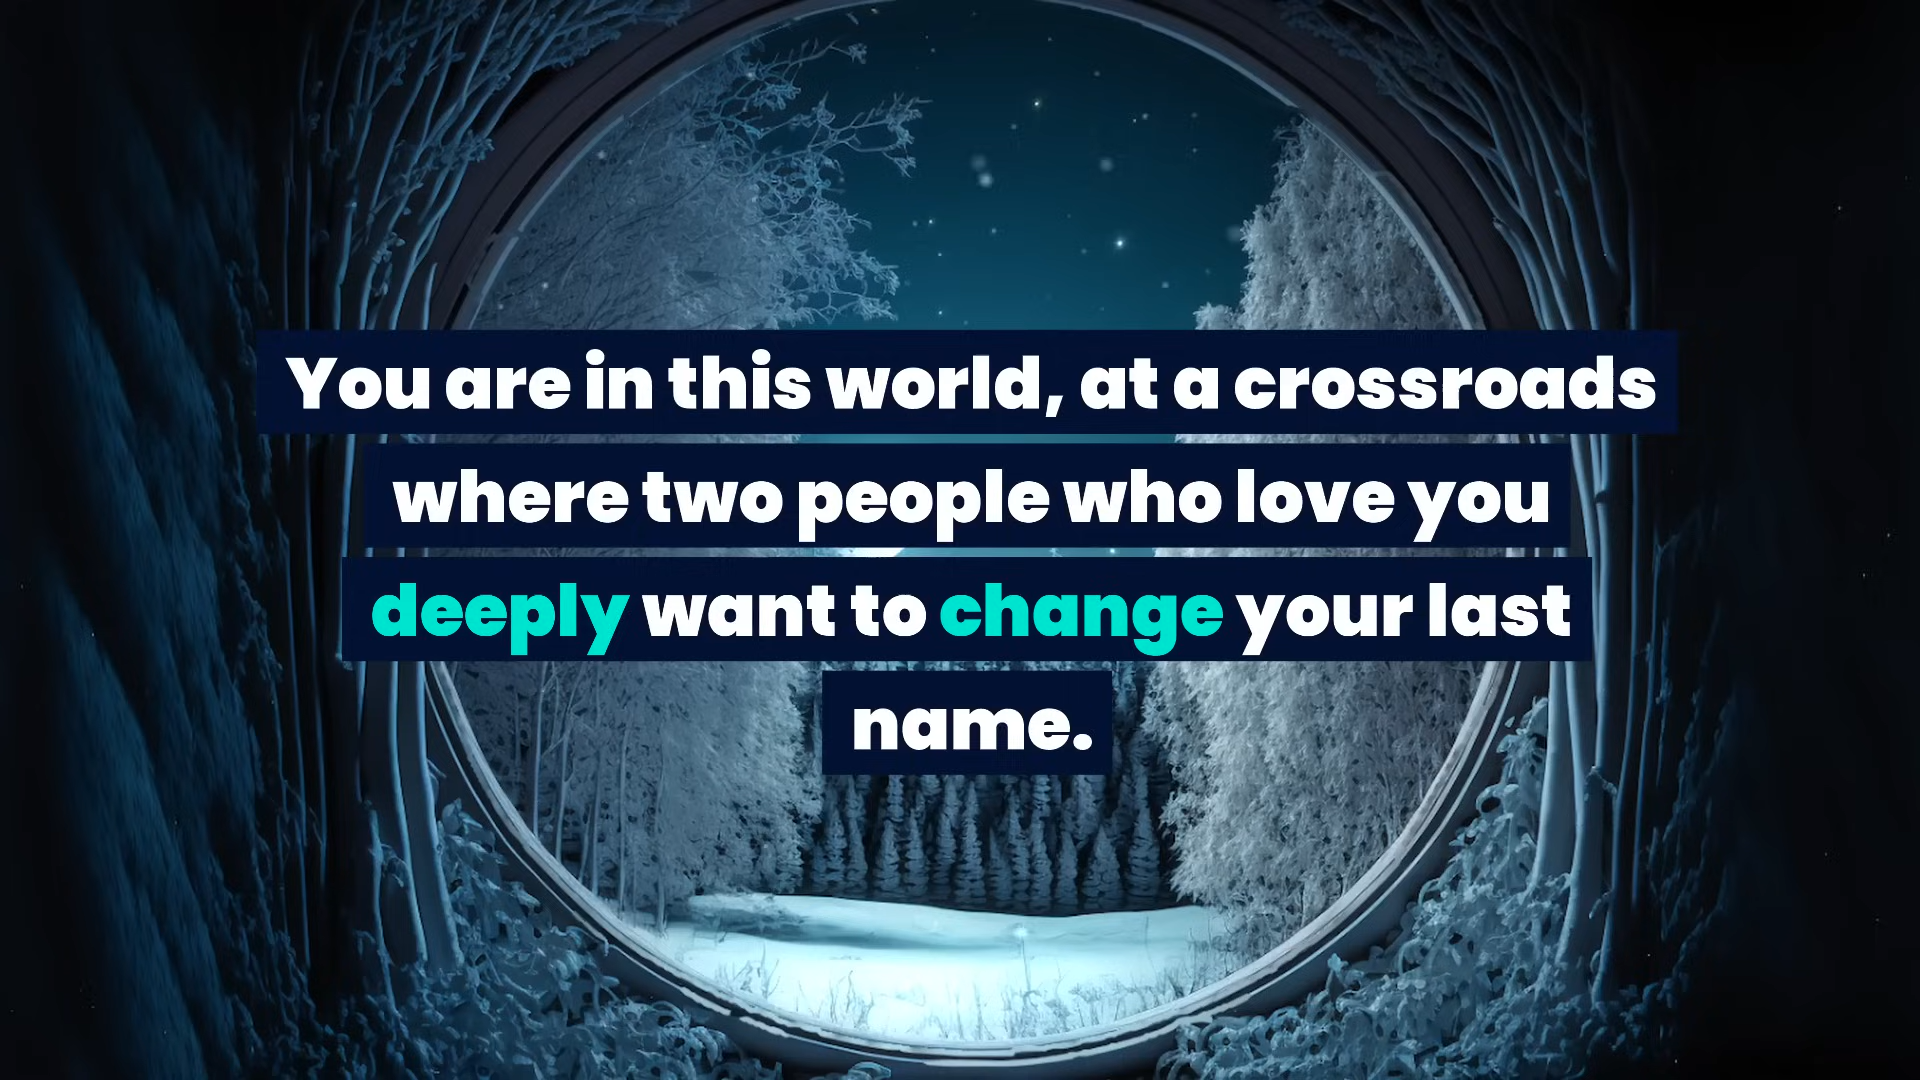 You are in this world, at a crossroads
where two people who love you
deeply want to change your last
name.